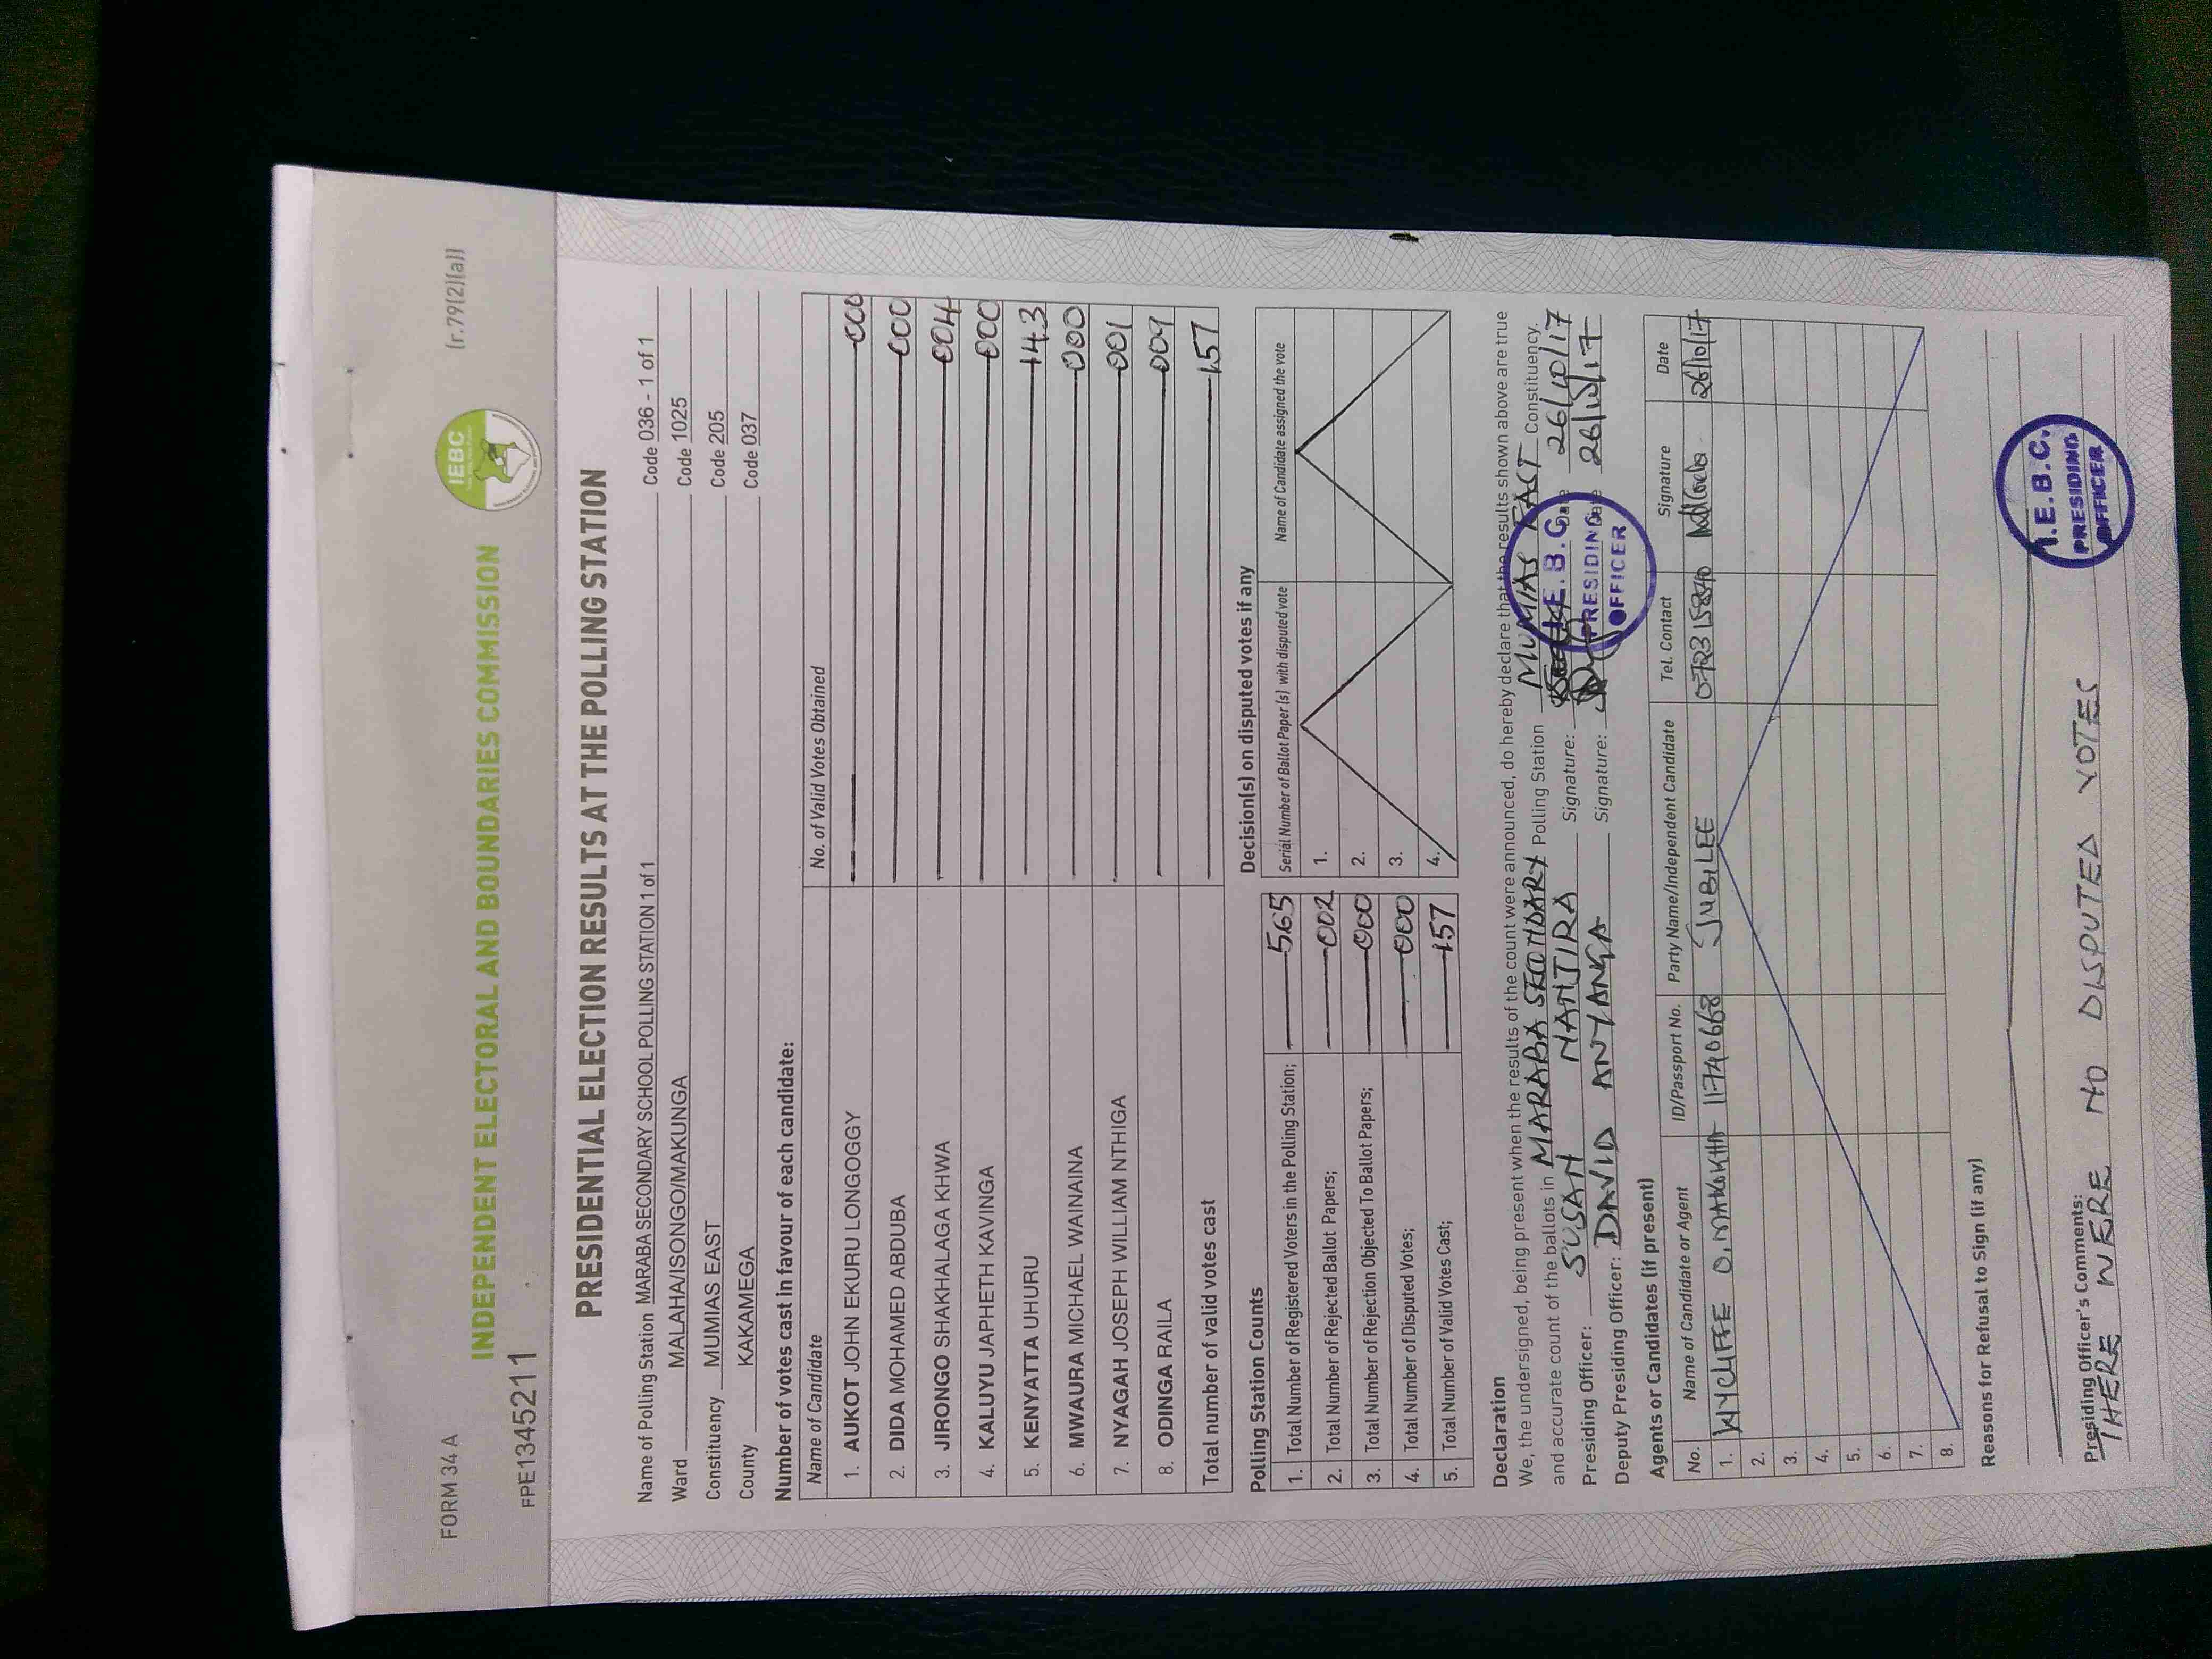 FORM 34 A
(r.79(2)(a))
INDEPENDENT ELECTORAL AND BOUNDARIES COMMISSION
IEBC
FPE1345211
PRESIDENTIAL ELECTION RESULTS AT THE POLLING STATION
Name of Polling Station MARABA SECONDARY SCHOOL POLLING STATION 1 of 1 Code 036 - 1 of 1
Ward MALAHA/ISONGO/MAKUNGA Code 1025
Constituency MUMIAS EAST Code 205
County KAKAMEGA Code 037
Number of votes cast in favour of each candidate:
Name of Candidate No. of Valid Votes Obtained
1. AUKOT JOHN EKURU LONGOGGY 000
2. DIDA MOHAMED ABDUBA 000
3. JIRONGO SHAKHALAGA KHWA 004
4. KALUYU JAPHETH KAVINGA 000
5. KENYATTA UHURU 143
6. MWAURA MICHAEL WAINAINA 000
7. NYAGAH JOSEPH WILLIAM NTHIGA 001
8. ODINGA RAILA 009
Total number of valid votes cast 157
Polling Station Counts
1. Total Number of Registered Voters in the Polling Station; 565
2. Total Number of Rejected Ballot Papers; 002
3. Total Number of Rejection Objected To Ballot Papers; 000
4. Total Number of Disputed Votes; 000
5. Total Number of Valid Votes Cast; 157
Decision(s) on disputed votes if any
Serial Number of Ballot Paper (s) with disputed vote Name of Candidate assigned the vote
1.
2.
3.
4.
Declaration
We, the undersigned, being present when the results of the count were announced, do hereby declare that the results shown above are true
and accurate count of the ballots in MARABA SECONDARY Polling Station MUMIAS EAST Constituency.
Presiding Officer: SUSAN NANJIRA Signature: Date 26/10/17
Deputy Presiding Officer: DAVID ANYANGA Signature: Date 26/10/17
I.E.B.C.
PRESIDING
OFFICER
Agents or Candidates (if present)
No. Name of Candidate or Agent ID/Passport No. Party Name/Independent Candidate Tel. Contact Signature Date
1. WYCLIFFE O. 11740668 JUBILEE 26/10/17
2.
3.
4.
5.
6.
7.
8.
Reasons for Refusal to Sign (if any)
Presiding Officer's Comments:
THERE WERE NO DISPUTED VOTES
I.E.B.C.
PRESIDING
OFFICER